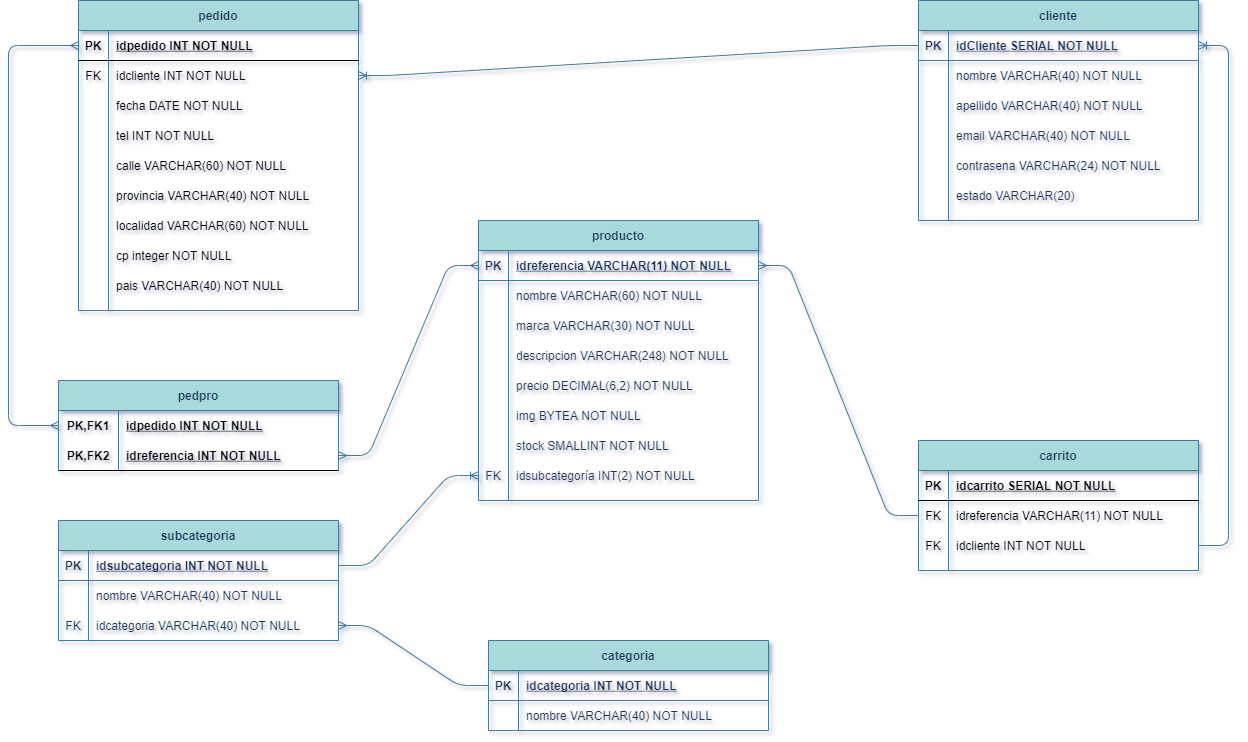 pedido
PK idpedido INT NOT NULL
FK idcliente INT NOT NULL
fecha DATE NOT NULL
tel INT NOT NULL
calle VARCHAR(60) NOT NULL
provincia VARCHAR(40) NOT NULL
localidad VARCHAR(60) NOT NULL
cp integer NOT NULL
pais VARCHAR(40) NOT NULL
cliente
PK idCliente SERIAL NOT NULL
nombre VARCHAR(40) NOT NULL
apellido VARCHAR(40) NOT NULL
email VARCHAR(40) NOT NULL
contrasena VARCHAR(24) NOT NULL
estado VARCHAR(20)
producto
PK idreferencia VARCHAR(11) NOT NULL
nombre VARCHAR(60) NOT NULL
marca VARCHAR(30) NOT NULL
descripcion VARCHAR(248) NOT NULL
precio DECIMAL(6,2) NOT NULL
img BYTEA NOT NULL
stock SMALLINT NOT NULL
FK idsubcategoría INT(2) NOT NULL
pedpro
PK,FK1 idpedido INT NOT NULL
PK,FK2 idreferencia INT NOT NULL
carrito
PK idcarrito SERIAL NOT NULL
FK idreferencia VARCHAR(11) NOT NULL
FK idcliente INT NOT NULL
subcategoria
PK idsubcategoria INT NOT NULL
nombre VARCHAR(40) NOT NULL
FK idcategoria VARCHAR(40) NOT NULL
categoria
PK idcategoria INT NOT NULL
nombre VARCHAR(40) NOT NULL